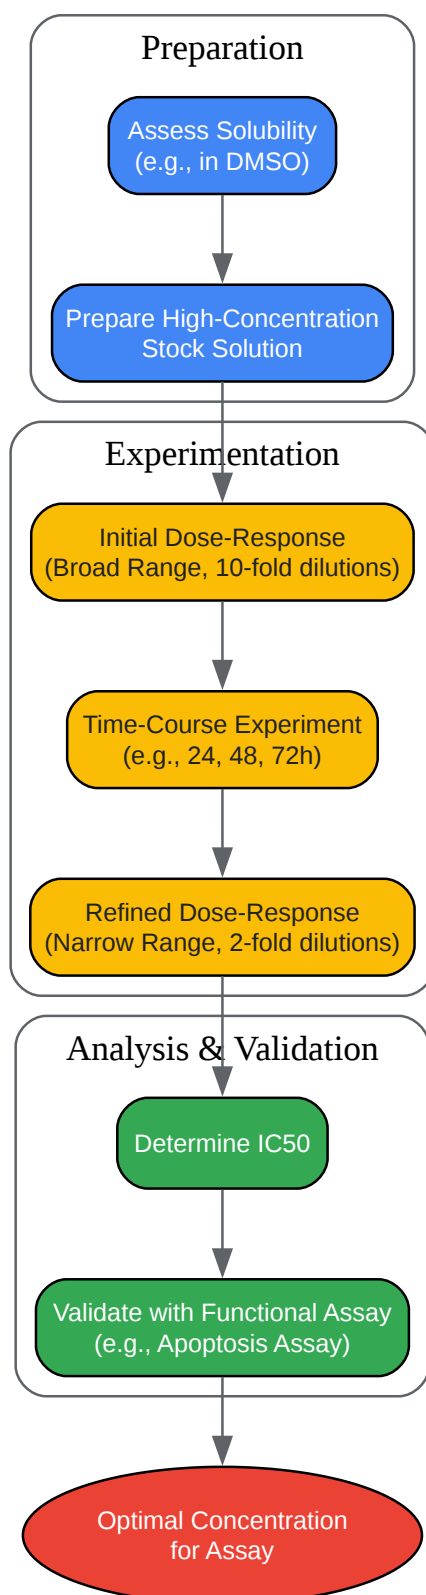 Preparation
Assess Solubility
(e.g., in DMSO)
Prepare High-Concentration
Stock Solution
Experimentation
Initial Dose-Response
(Broad Range, 10-fold dilutions)
Time-Course Experiment
(e.g., 24, 48, 72h)
Refined Dose-Response
(Narrow Range, 2-fold dilutions)
Analysis & Validation
Determine IC50
Validate with Functional Assay
(e.g., Apoptosis Assay)
Optimal Concentration
for Assay